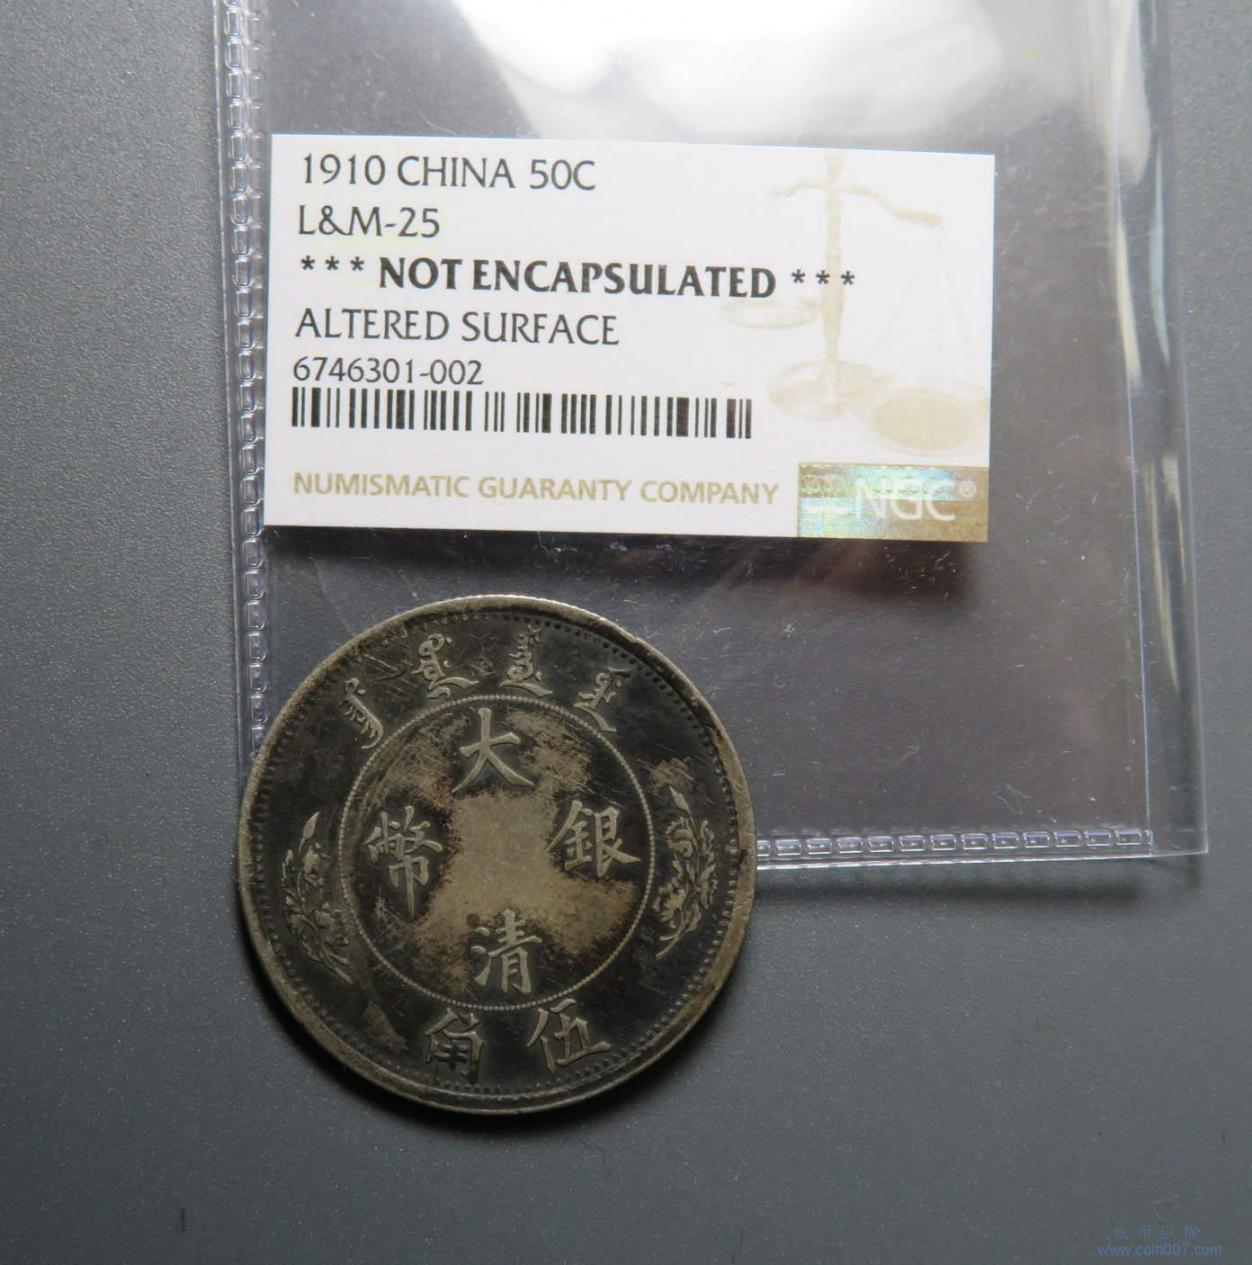 1910 CHINA 50C
L&M-25
*** NOT ENCAPSULATED ***
ALTERED SURFACE
6746301-002
NUMISMATIC GUARANTY COMPANY
NGC®
大
幣 銀
清
角 伍
www.coin007.com